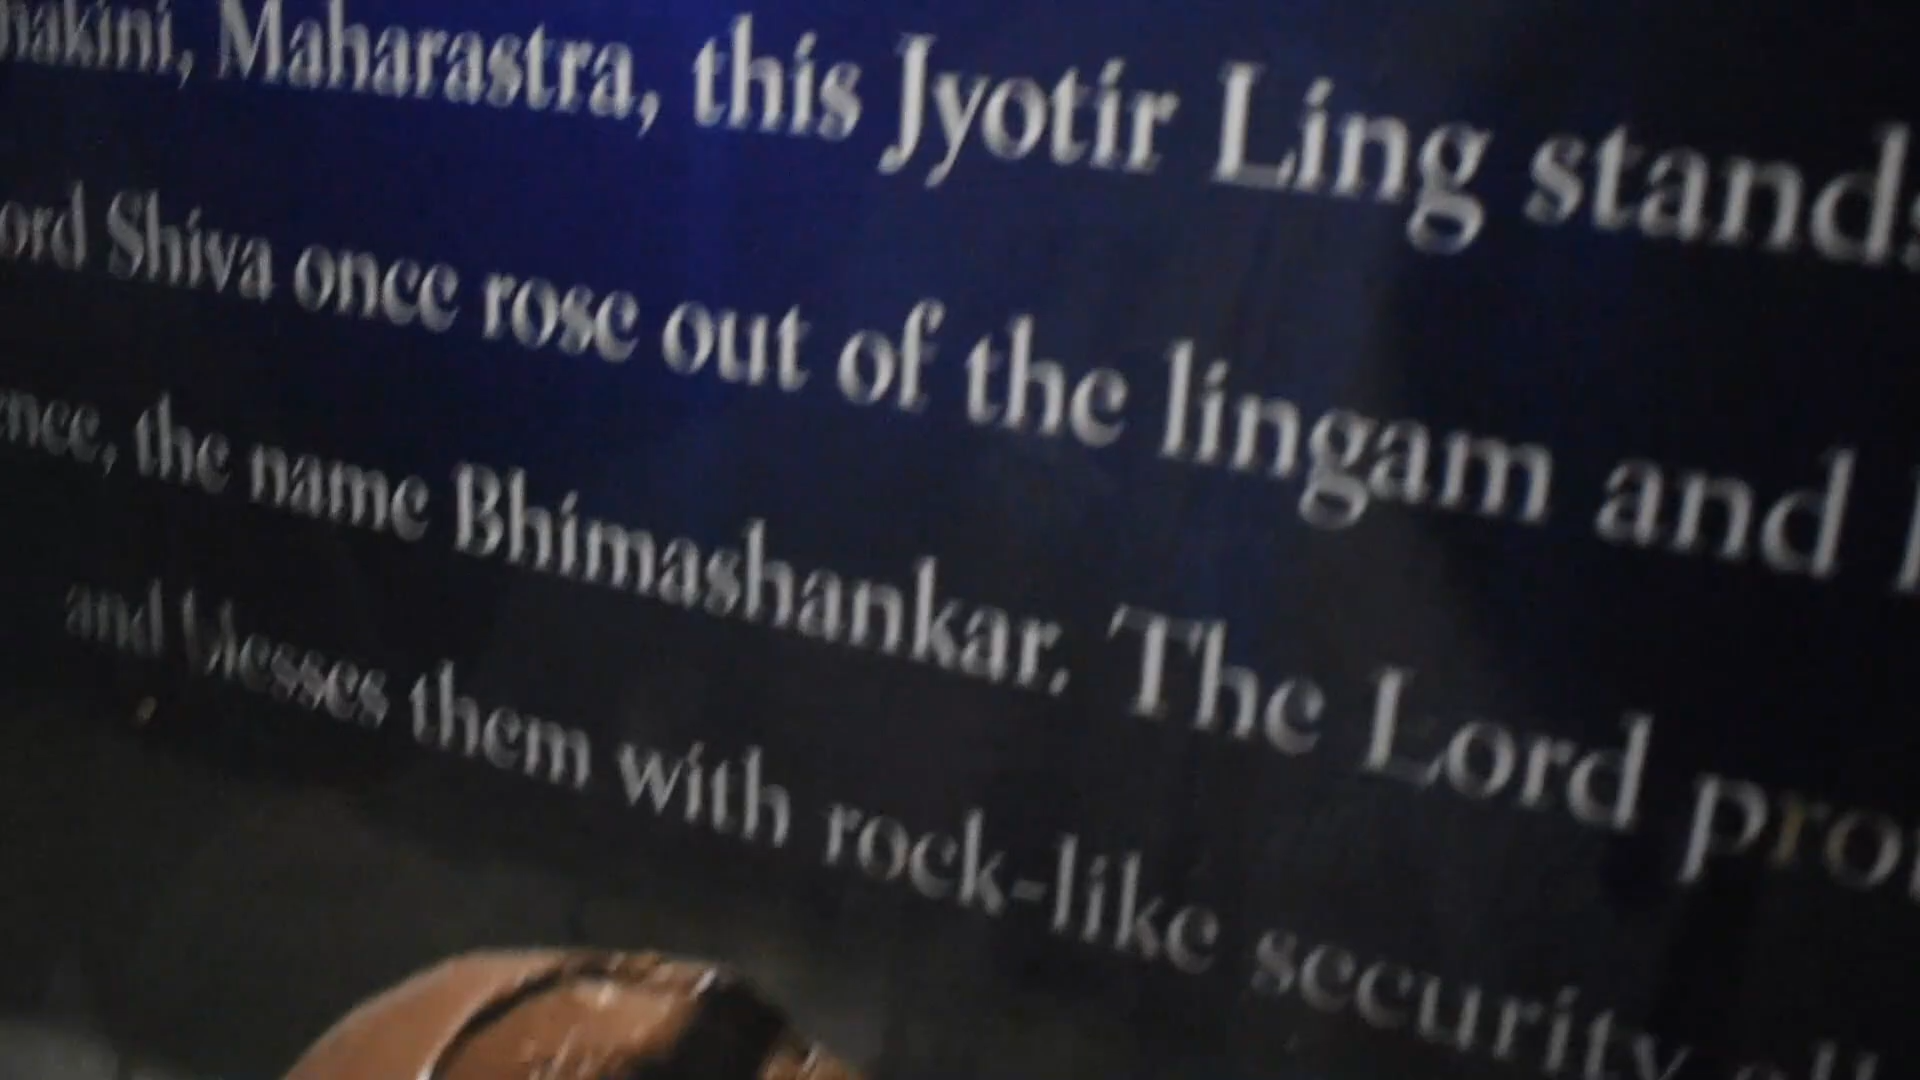 Maharastra, this Jyotir Ling stands
Shiva once rose out of the lingam and
the name Bhimashankar. The Lord
and blesses them with rock-like security